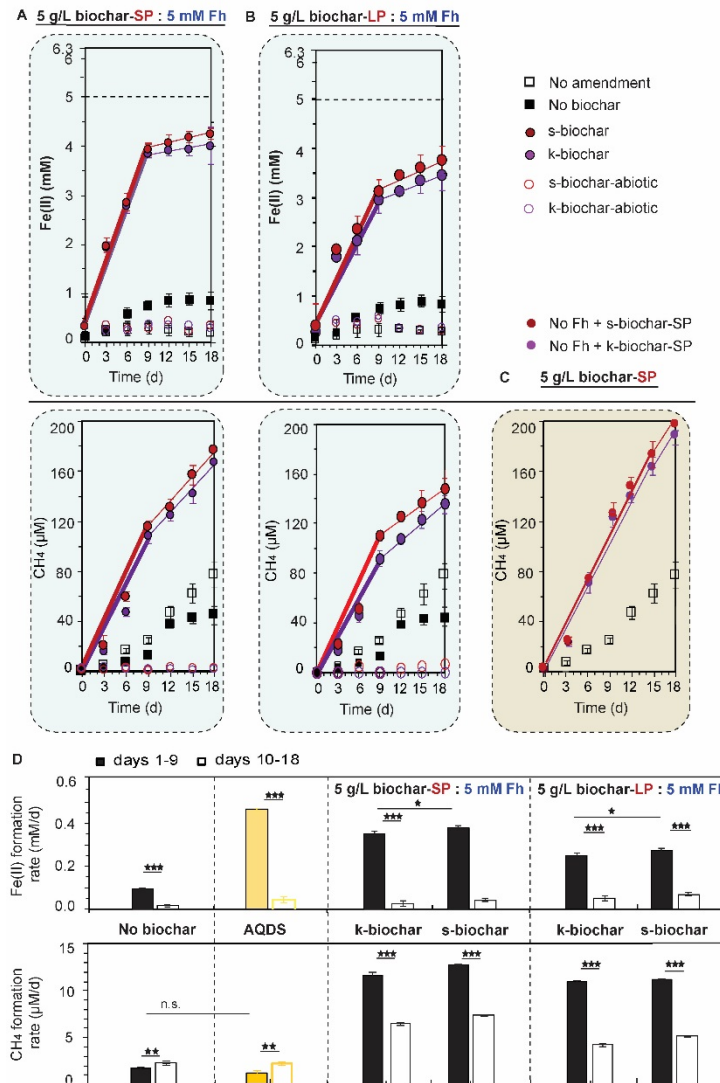 A 5 g/L biochar-SP : 5 mM Fh
B 5 g/L biochar-LP : 5 mM Fh
6.3
6
5
4
3
2
1
0
Fe(II) (mM)
0 3 6 9 12 15 18
Time (d)
6.3
6
5
4
3
2
1
0
Fe(II) (mM)
0 3 6 9 12 15 18
Time (d)
No amendment
No biochar
s-biochar
k-biochar
s-biochar-abiotic
k-biochar-abiotic
No Fh + s-biochar-SP
No Fh + k-biochar-SP
C 5 g/L biochar-SP
200
160
120
80
40
0
CH₄ (µM)
0 3 6 9 12 15 18
Time (d)
200
160
120
80
40
0
CH₄ (µM)
0 3 6 9 12 15 18
Time (d)
200
160
120
80
40
0
CH₄ (µM)
0 3 6 9 12 15 18
Time (d)
D
days 1-9 days 10-18
5 g/L biochar-SP : 5 mM Fh
5 g/L biochar-LP : 5 mM Fh
0.6
0.4
0.2
0.0
Fe(II) formation
rate (mM/d)
*** *** *** * *** * ***
No biochar AQDS k-biochar s-biochar k-biochar s-biochar
15
10
5
0
CH₄ formation
rate (µM/d)
n.s.
** ** *** *** *** ***